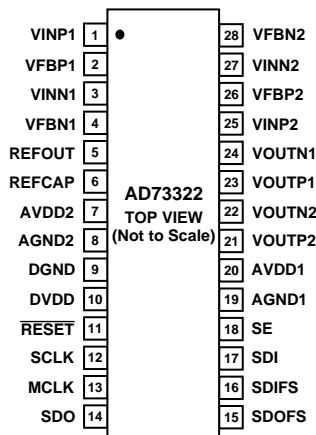 VINP1 1 28 VFBN2
VFBP1 2 27 VINN2
VINN1 3 26 VFBP2
VFBN1 4 25 VINP2
REFOUT 5 24 VOUTN1
REFCAP 6 23 VOUTP1
AD73322
AVDD2 7 22 VOUTN2
TOP VIEW
AGND2 8 21 VOUTP2
(Not to Scale)
DGND 9 20 AVDD1
DVDD 10 19 AGND1
RESET 11 18 SE
SCLK 12 17 SDI
MCLK 13 16 SDIFS
SDO 14 15 SDOFS